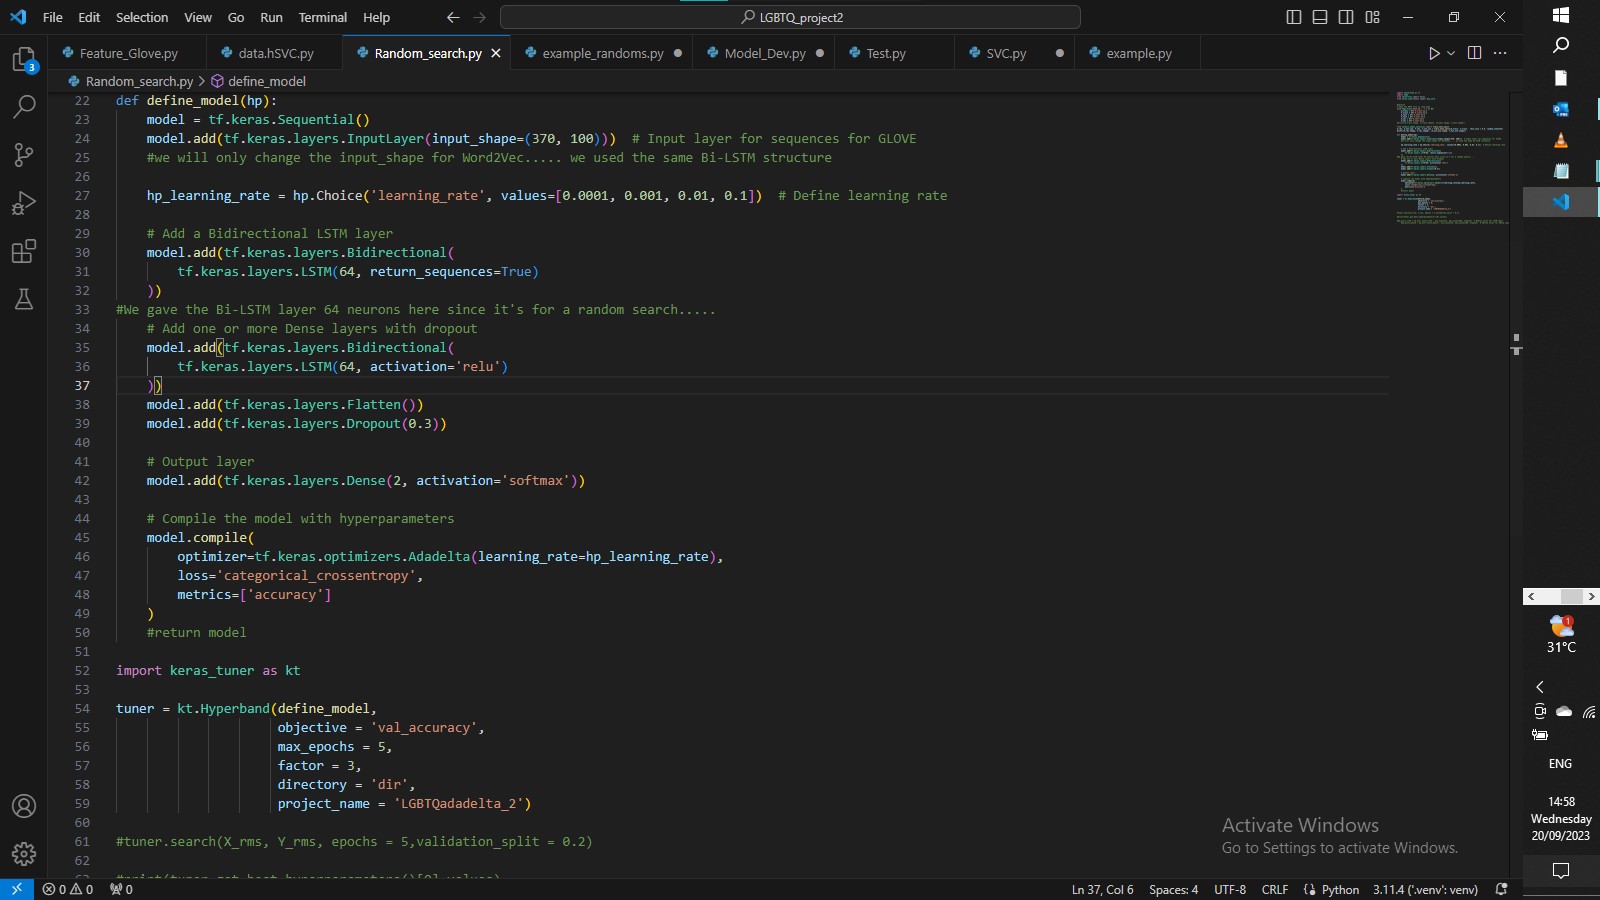 File Edit Selection View Go Run Terminal Help
LGBTQ_project2
Feature_Glove.py data.hSVC.py Random_search.py example_randoms.py Model_Dev.py Test.py SVC.py example.py
Random_search.py > define_model
22 def define_model(hp):
23 model = tf.keras.Sequential()
24 model.add(tf.keras.layers.InputLayer(input_shape=(370, 100))) # Input layer for sequences for GLOVE
25 #we will only change the input_shape for Word2Vec..... we used the same Bi-LSTM structure
26
27 hp_learning_rate = hp.Choice('learning_rate', values=[0.0001, 0.001, 0.01, 0.1]) # Define learning rate
28
29 # Add a Bidirectional LSTM layer
30 model.add(tf.keras.layers.Bidirectional(
31 tf.keras.layers.LSTM(64, return_sequences=True)
32 ))
33 #We gave the Bi-LSTM layer 64 neurons here since it's for a random search.....
34 # Add one or more Dense layers with dropout
35 model.add(tf.keras.layers.Bidirectional(
36 tf.keras.layers.LSTM(64, activation='relu')
37 ))
38 model.add(tf.keras.layers.Flatten())
39 model.add(tf.keras.layers.Dropout(0.3))
40
41 # Output layer
42 model.add(tf.keras.layers.Dense(2, activation='softmax'))
43
44 # Compile the model with hyperparameters
45 model.compile(
46 optimizer=tf.keras.optimizers.Adadelta(learning_rate=hp_learning_rate),
47 loss='categorical_crossentropy',
48 metrics=['accuracy']
49 )
50 #return model
51
52 import keras_tuner as kt
53
54 tuner = kt.Hyperband(define_model,
55 objective = 'val_accuracy',
56 max_epochs = 5,
57 factor = 3,
58 directory = 'dir',
59 project_name = 'LGBTQadadelta_2')
60
61 #tuner.search(X_rms, Y_rms, epochs = 5,validation_split = 0.2)
62
3
1
31°C
ENG
14:58
Wednesday
20/09/2023
Activate Windows
Go to Settings to activate Windows.
0 0 0 Ln 37, Col 6 Spaces: 4 UTF-8 CRLF Python 3.11.4 ('.venv': venv)